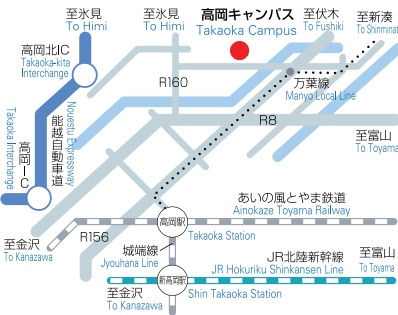 至氷見
To Himi
至氷見
To Himi
高岡キャンパス
Takaoka Campus
至伏木
To Fushiki
至新湊
To Shinminato
高岡北IC
Takaoka-kita
Interchange
R160
万葉線
Manyo Local Line
能越自動車道
Nouestu Expressway
高岡IC
Takaoka Interchange
R8
至富山
To Toyama
あいの風とやま鉄道
Ainokaze Toyama Railway
高岡駅
Takaoka Station
至金沢
To Kanazawa
R156
城端線
Jyouhana Line
JR北陸新幹線
JR Hokuriku Shinkansen Line
至富山
To Toyama
新高岡駅
Shin Takaoka Station
至金沢
To Kanazawa